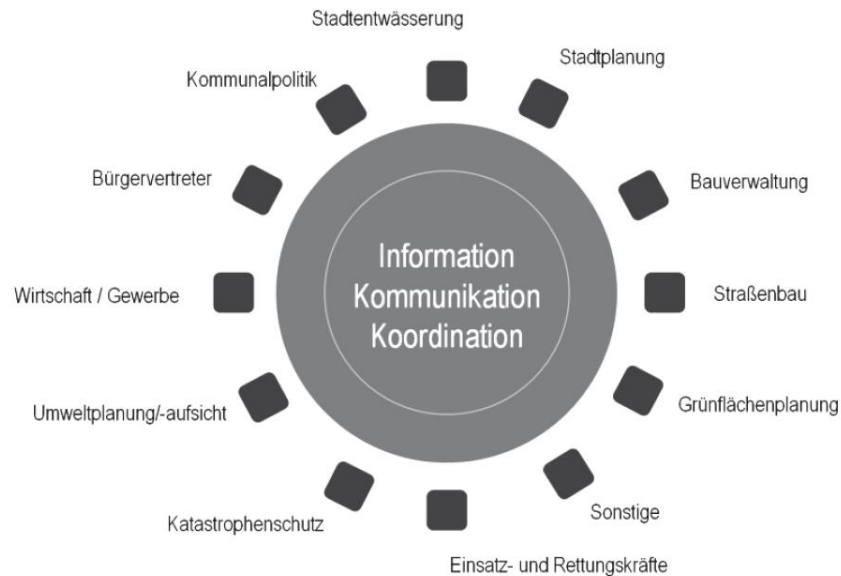 Stadtentwässerung
Stadtplanung
Kommunalpolitik
Bürgervertreter
Bauverwaltung
Information
Kommunikation
Koordination
Wirtschaft / Gewerbe
Straßenbau
Umweltplanung/-aufsicht
Grünflächenplanung
Katastrophenschutz
Sonstige
Einsatz- und Rettungskräfte